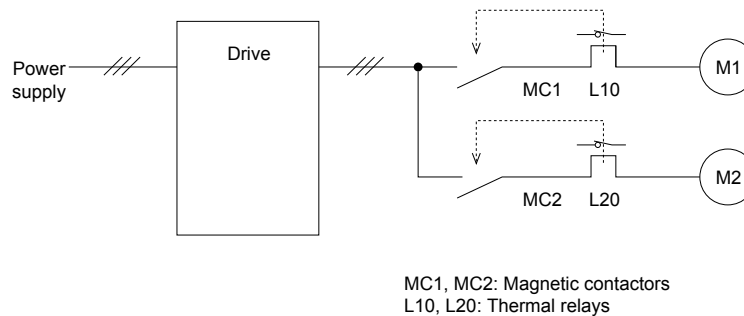 Drive
Power
supply
MC1
L10
M1
MC2
L20
M2
MC1, MC2: Magnetic contactors
L10, L20: Thermal relays